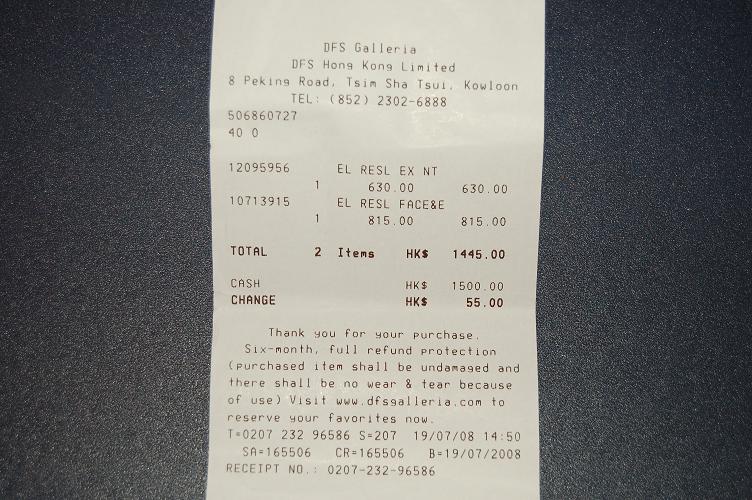 DFS Galleria
DFS Hong Kong Limited
8 Peking Road, Tsim Sha Tsui, Kowloon
TEL: (852) 2302-6888
506860727
40 0
12095956 EL RESL EX NT
1 630.00 630.00
10713915 EL RESL FACE&E
1 815.00 815.00
TOTAL 2 Items HK$ 1445.00
CASH HK$ 1500.00
CHANGE HK$ 55.00
Thank you for your purchase.
Six-month, full refund protection
(purchased item shall be undamaged and
there shall be no wear & tear because
of use) Visit www.dfsgalleria.com to
reserve your favorites now.
T=0207 232 96586 S=207 19/07/08 14:50
SA=165506 CR=165506 B=19/07/2008
RECEIPT NO.: 0207-232-96586